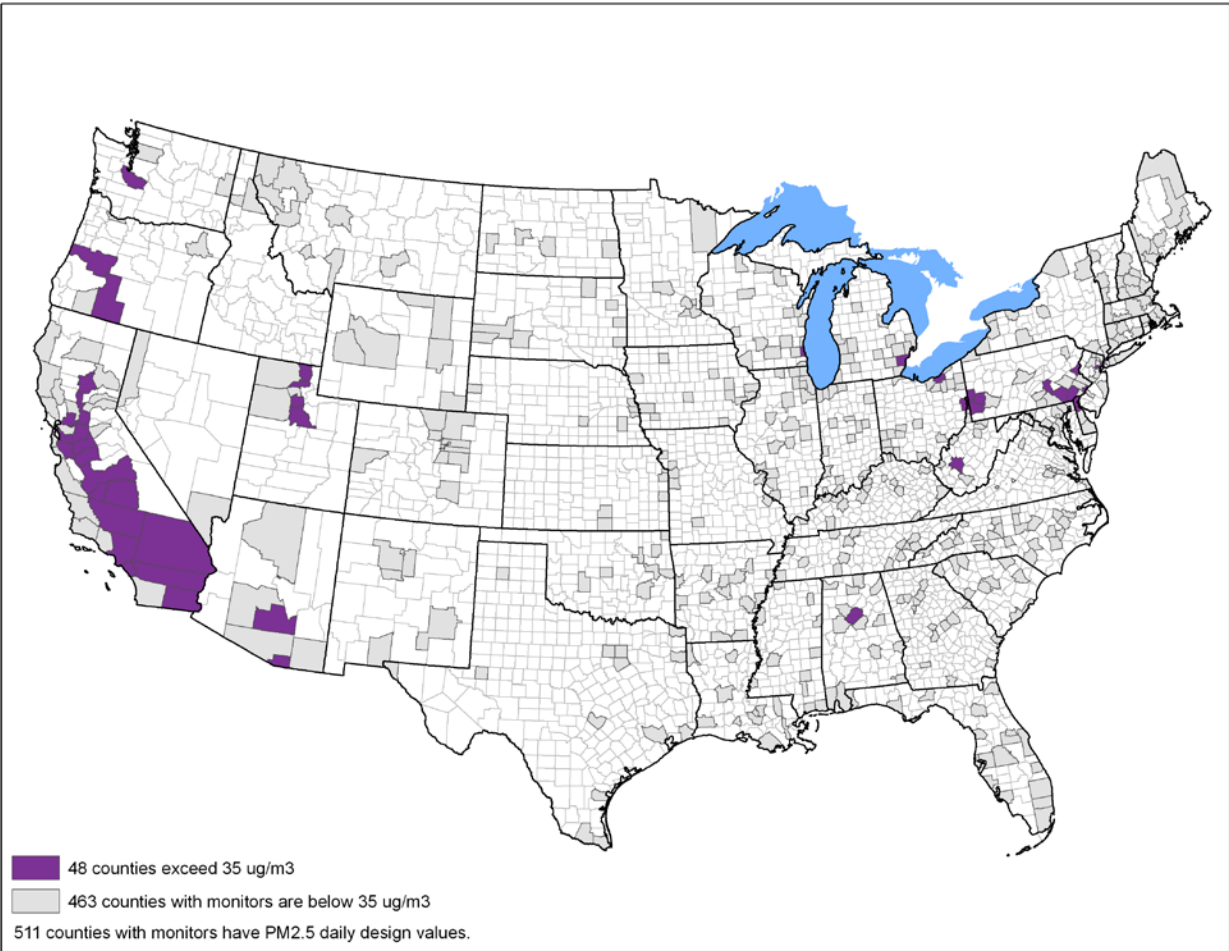 48 counties exceed 35 ug/m3
463 counties with monitors are below 35 ug/m3
511 counties with monitors have PM2.5 daily design values.